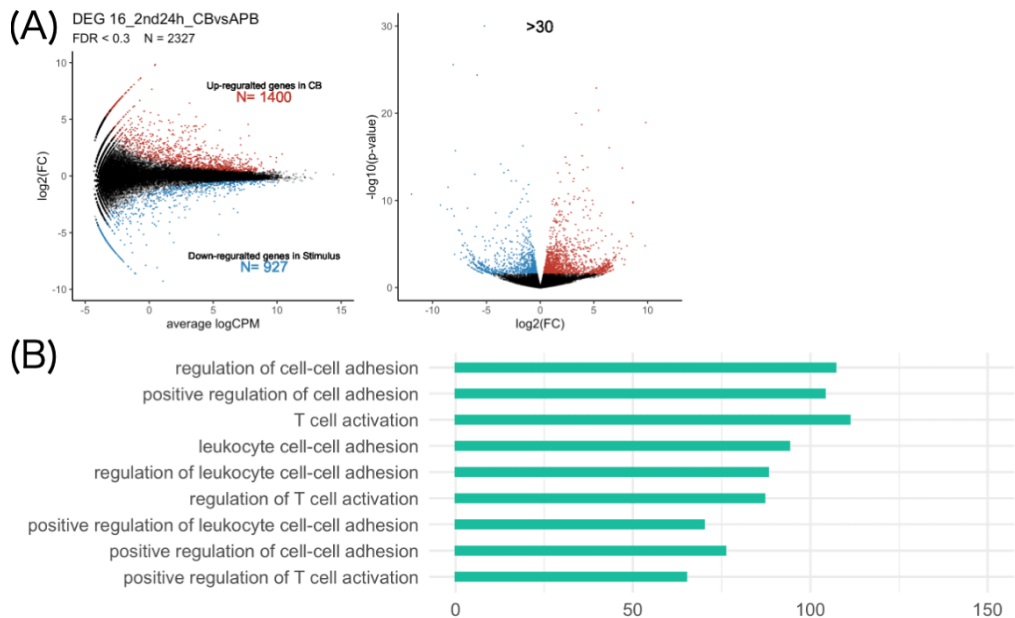 (A)
DEG 16_2nd24h_CBvsAPB
FDR < 0.3 N = 2327
10
5
0
-5
-10
log2(FC)
Up-reguraltted genes in CB
N= 1400
Down-reguraltted genes in Stimulus
N= 927
-5
0
5
10
15
average logCPM
>30
30
20
10
0
-log10(p-value)
-10
-5
0
5
10
log2(FC)
(B)
regulation of cell-cell adhesion
positive regulation of cell adhesion
T cell activation
leukocyte cell-cell adhesion
regulation of leukocyte cell-cell adhesion
regulation of T cell activation
positive regulation of leukocyte cell-cell adhesion
positive regulation of cell-cell adhesion
positive regulation of T cell activation
0
50
100
150